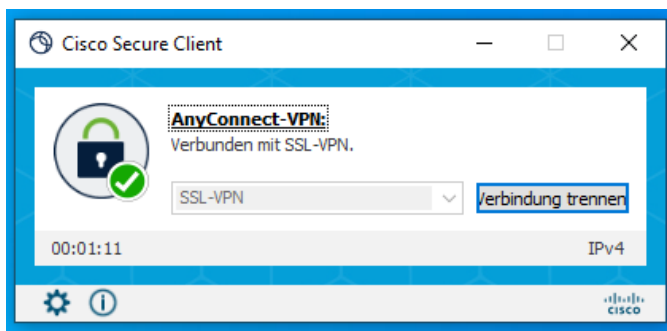 Cisco Secure Client
AnyConnect-VPN:
Verbunden mit SSL-VPN.
SSL-VPN
Verbindung trennen
00:01:11
IPv4
cisco